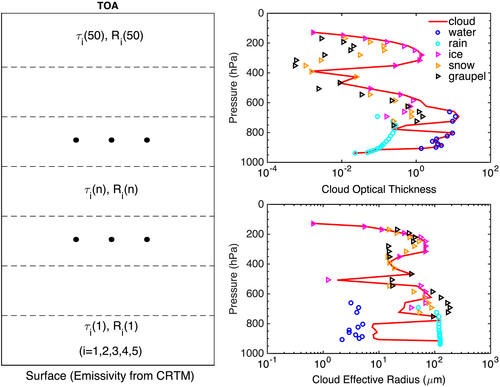 TOA
τi(50), Ri(50)
τi(n), Ri(n)
τi(1), Ri(1)
(i=1,2,3,4,5)
Surface (Emissivity from CRTM)
0
200
400
600
800
1000
Pressure (hPa)
10-4
10-2
100
102
Cloud Optical Thickness
cloud
water
rain
ice
snow
graupel
0
200
400
600
800
1000
Pressure (hPa)
10-1
100
101
102
103
Cloud Effective Radius (μm)